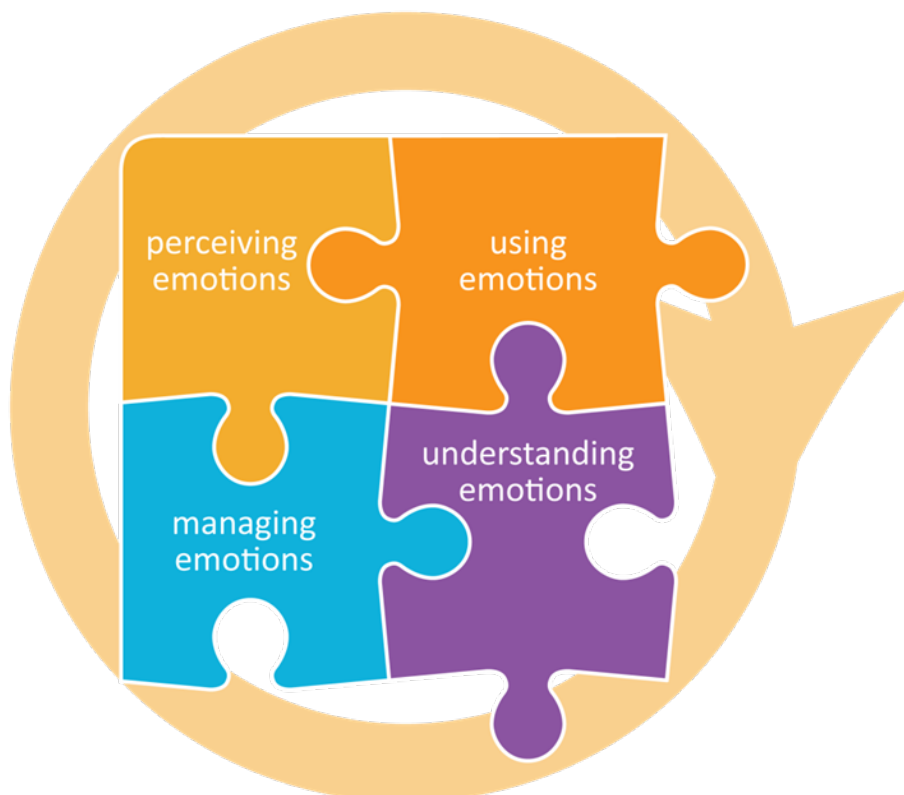 perceiving
emotions
using
emotions
understanding
emotions
managing
emotions